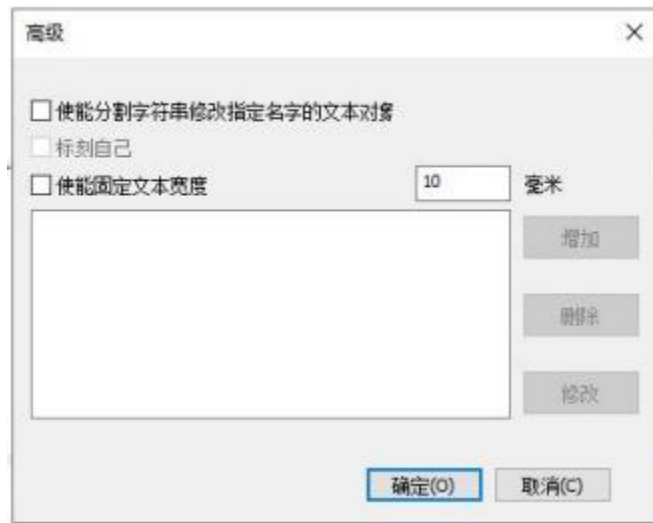 高级
使能分割字符串修改指定名字的文本对象
标刻自己
使能固定文本宽度 10 毫米
增加
删除
修改
确定(O) 取消(C)